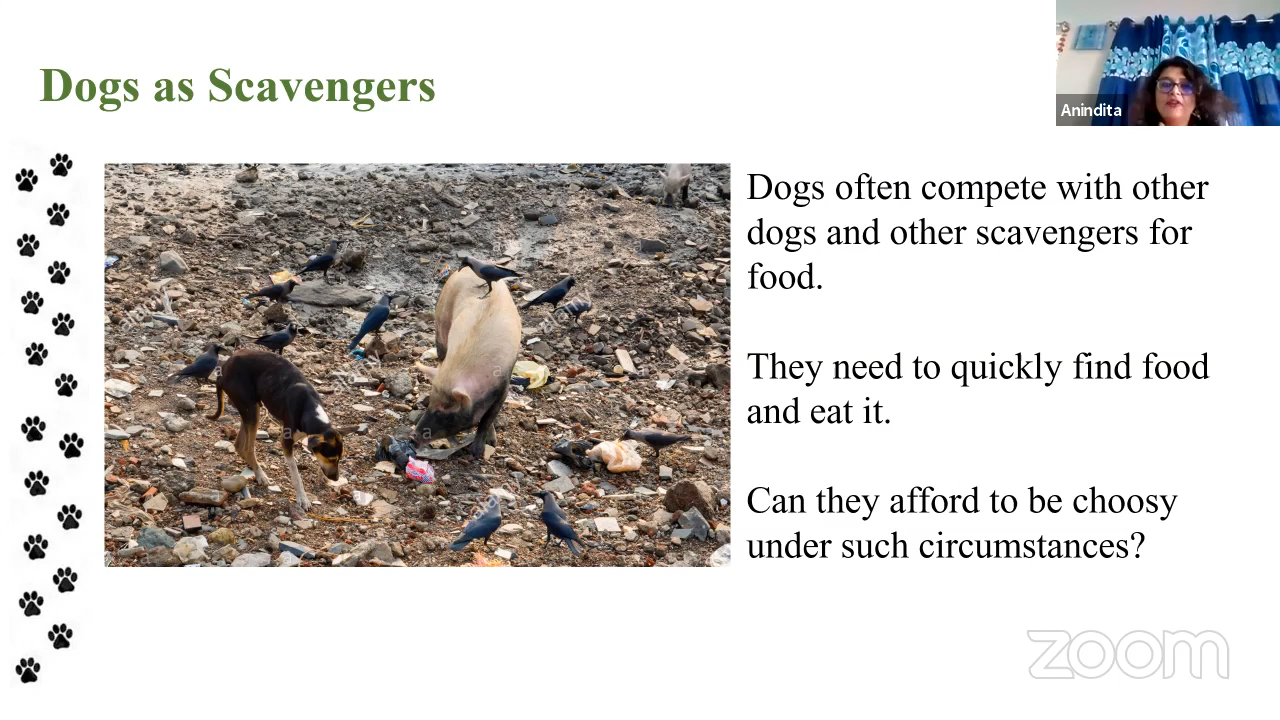 Dogs as Scavengers
Anindita
Dogs often compete with other
dogs and other scavengers for
food.
They need to quickly find food
and eat it.
Can they afford to be choosy
under such circumstances?
zoom